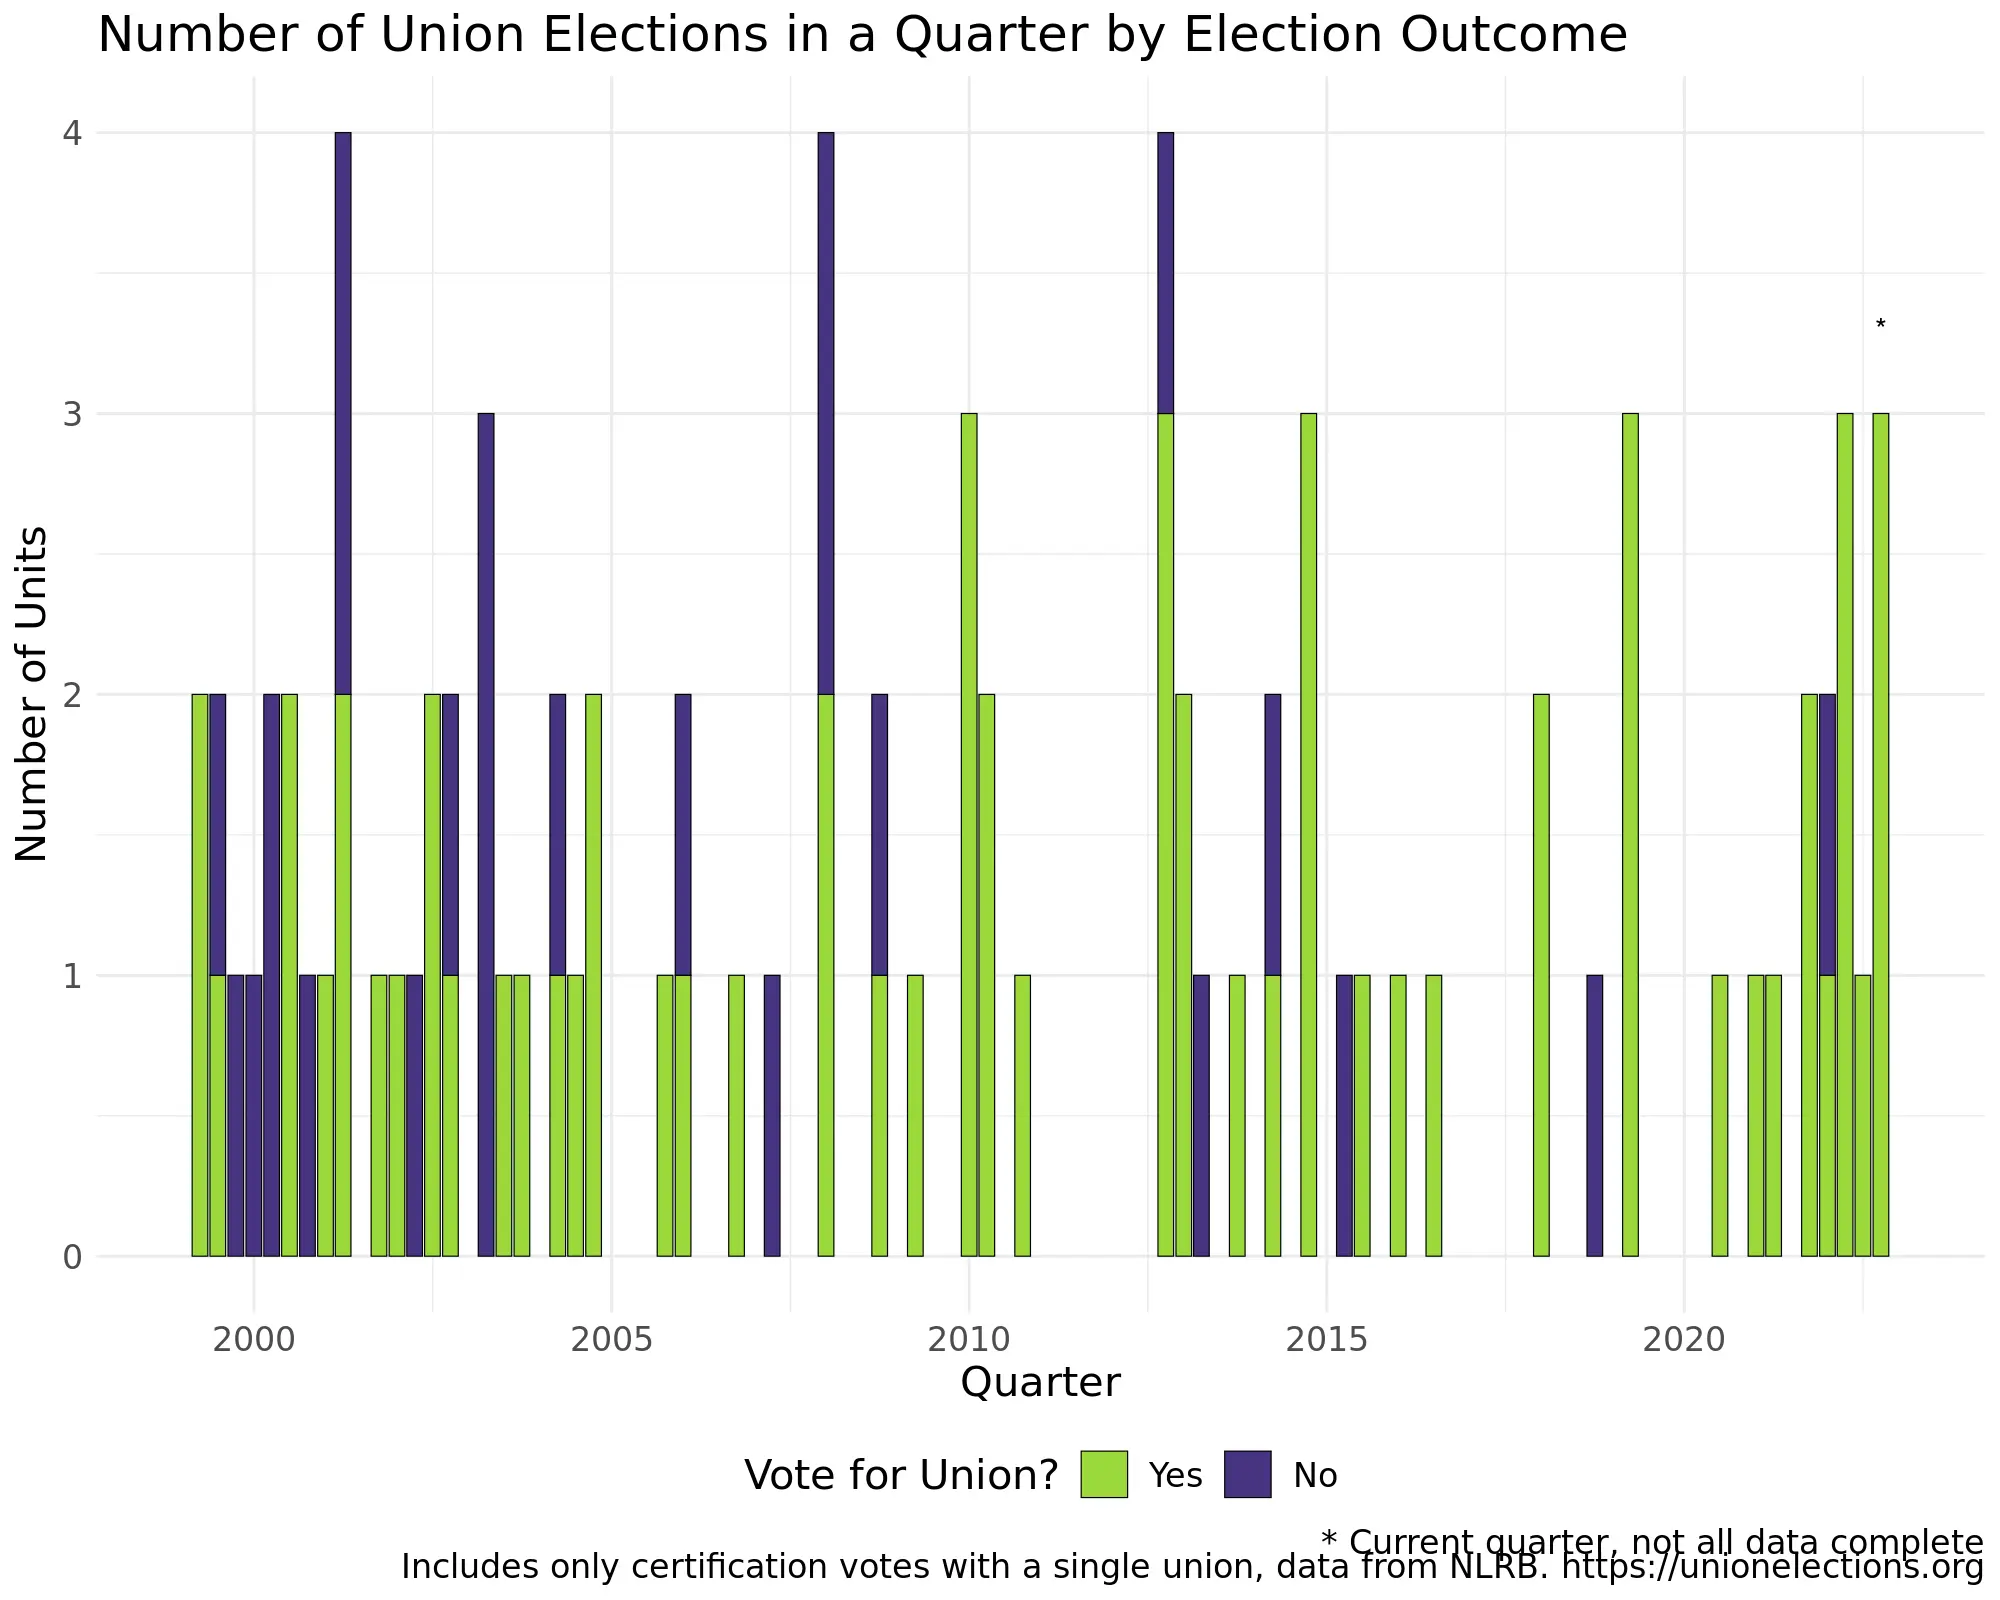 Number of Union Elections in a Quarter by Election Outcome
4
*
3
2
1
0
Number of Units
2000 2005 2010 2015 2020
Quarter
Vote for Union? Yes No
* Current quarter, not all data complete
Includes only certification votes with a single union, data from NLRB. https://unionelections.org